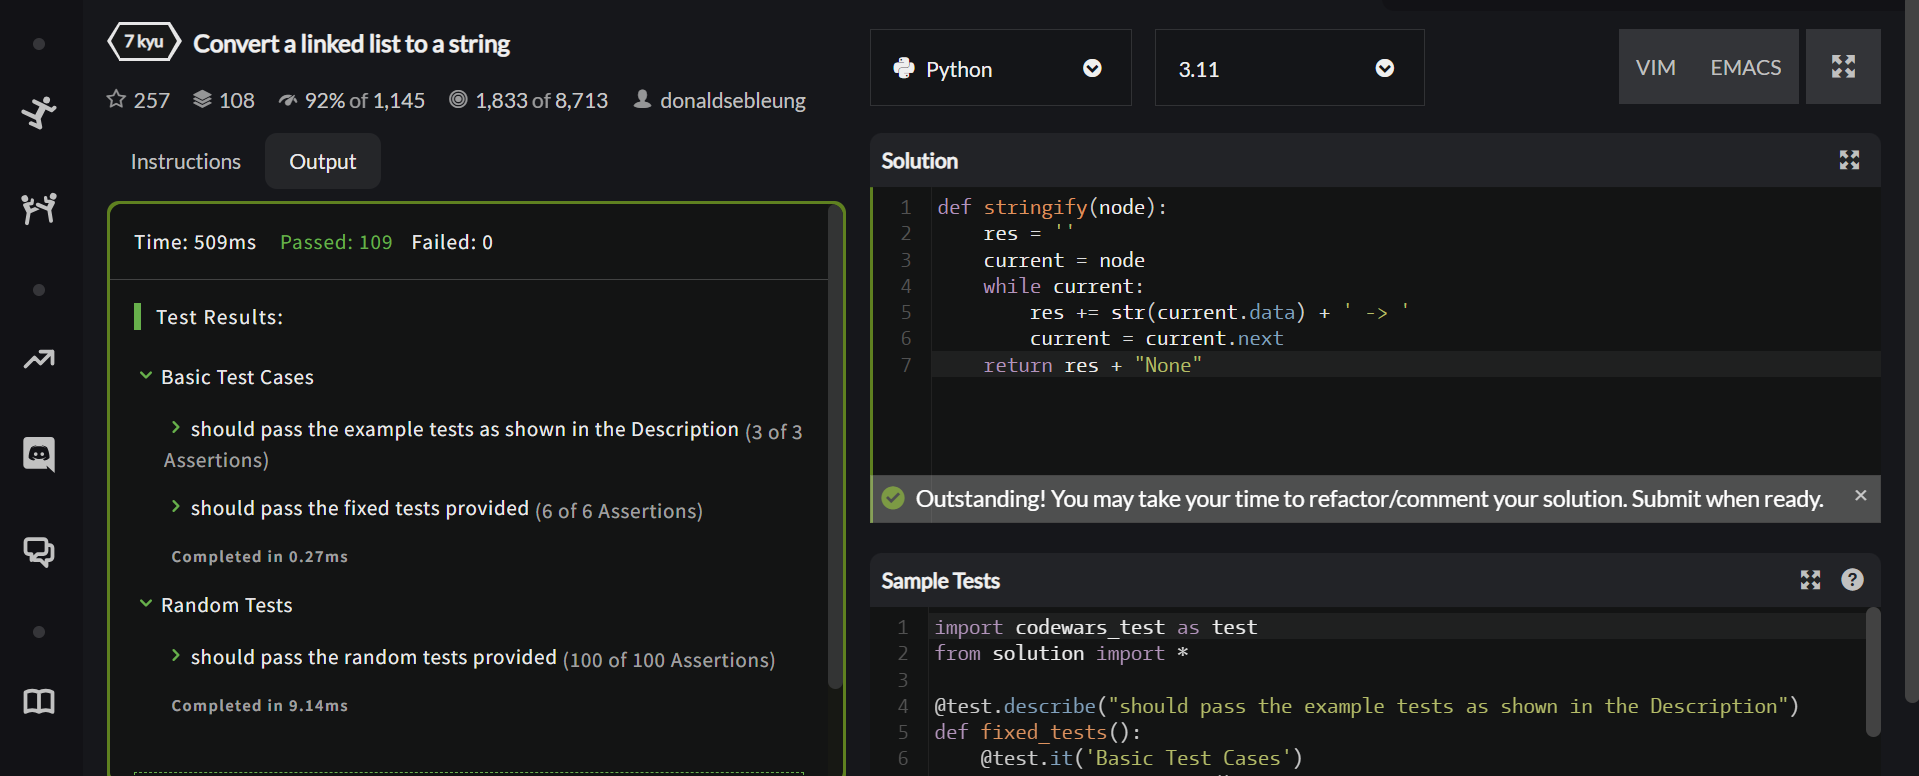 7 kyu
Convert a linked list to a string
257 108 92% of 1,145 1,833 of 8,713 donaldsebleung
Instructions
Output
Time: 509ms Passed: 109 Failed: 0
Test Results:
Basic Test Cases
should pass the example tests as shown in the Description (3 of 3
Assertions)
should pass the fixed tests provided (6 of 6 Assertions)
Completed in 0.27ms
Random Tests
should pass the random tests provided (100 of 100 Assertions)
Completed in 9.14ms
Python
3.11
VIM
EMACS
Solution
1 def stringify(node):
2     res = ''
3     current = node
4     while current:
5         res += str(current.data) + ' -> '
6         current = current.next
7     return res + "None"
Outstanding! You may take your time to refactor/comment your solution. Submit when ready.
Sample Tests
1 import codewars_test as test
2 from solution import *
3
4 @test.describe("should pass the example tests as shown in the Description")
5 def fixed_tests():
6     @test.it('Basic Test Cases')